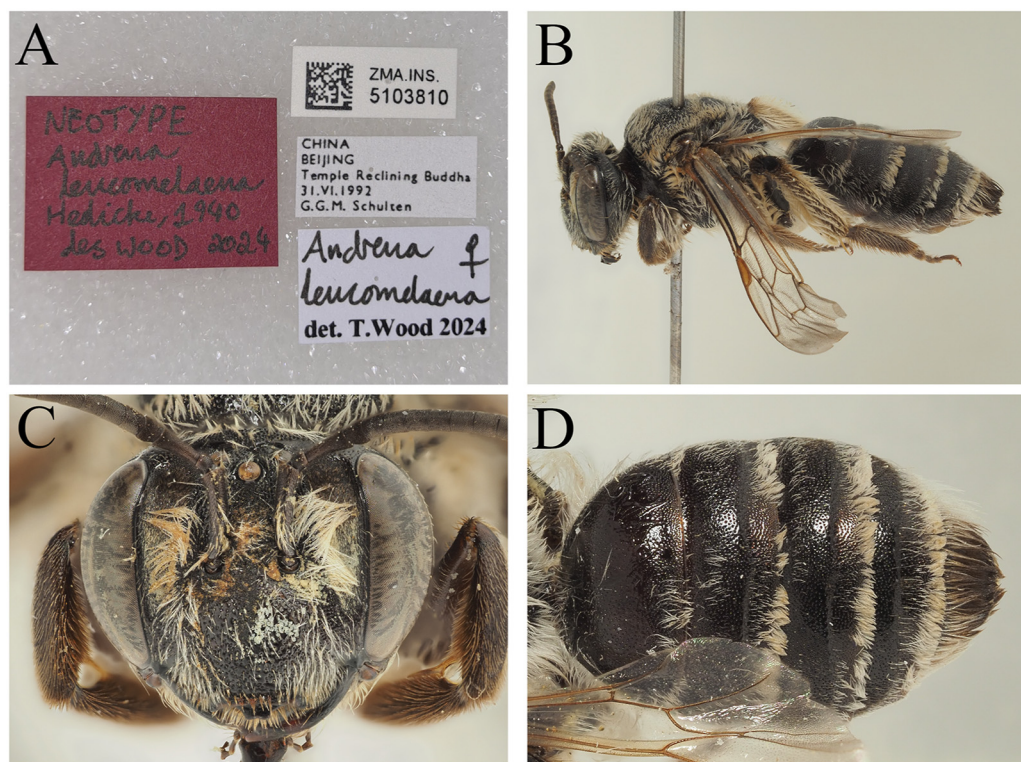 A
NEOTYPE
Andrena
leucomelaena
Hedicke, 1940
des WOOD 2024
ZMA.INS.
5103810
CHINA
BEIJING
Temple Reclining Buddha
31.VI.1992
G.G.M. Schulten
Andrena ♀
leucomelaena
det. T.Wood 2024
B
C
D